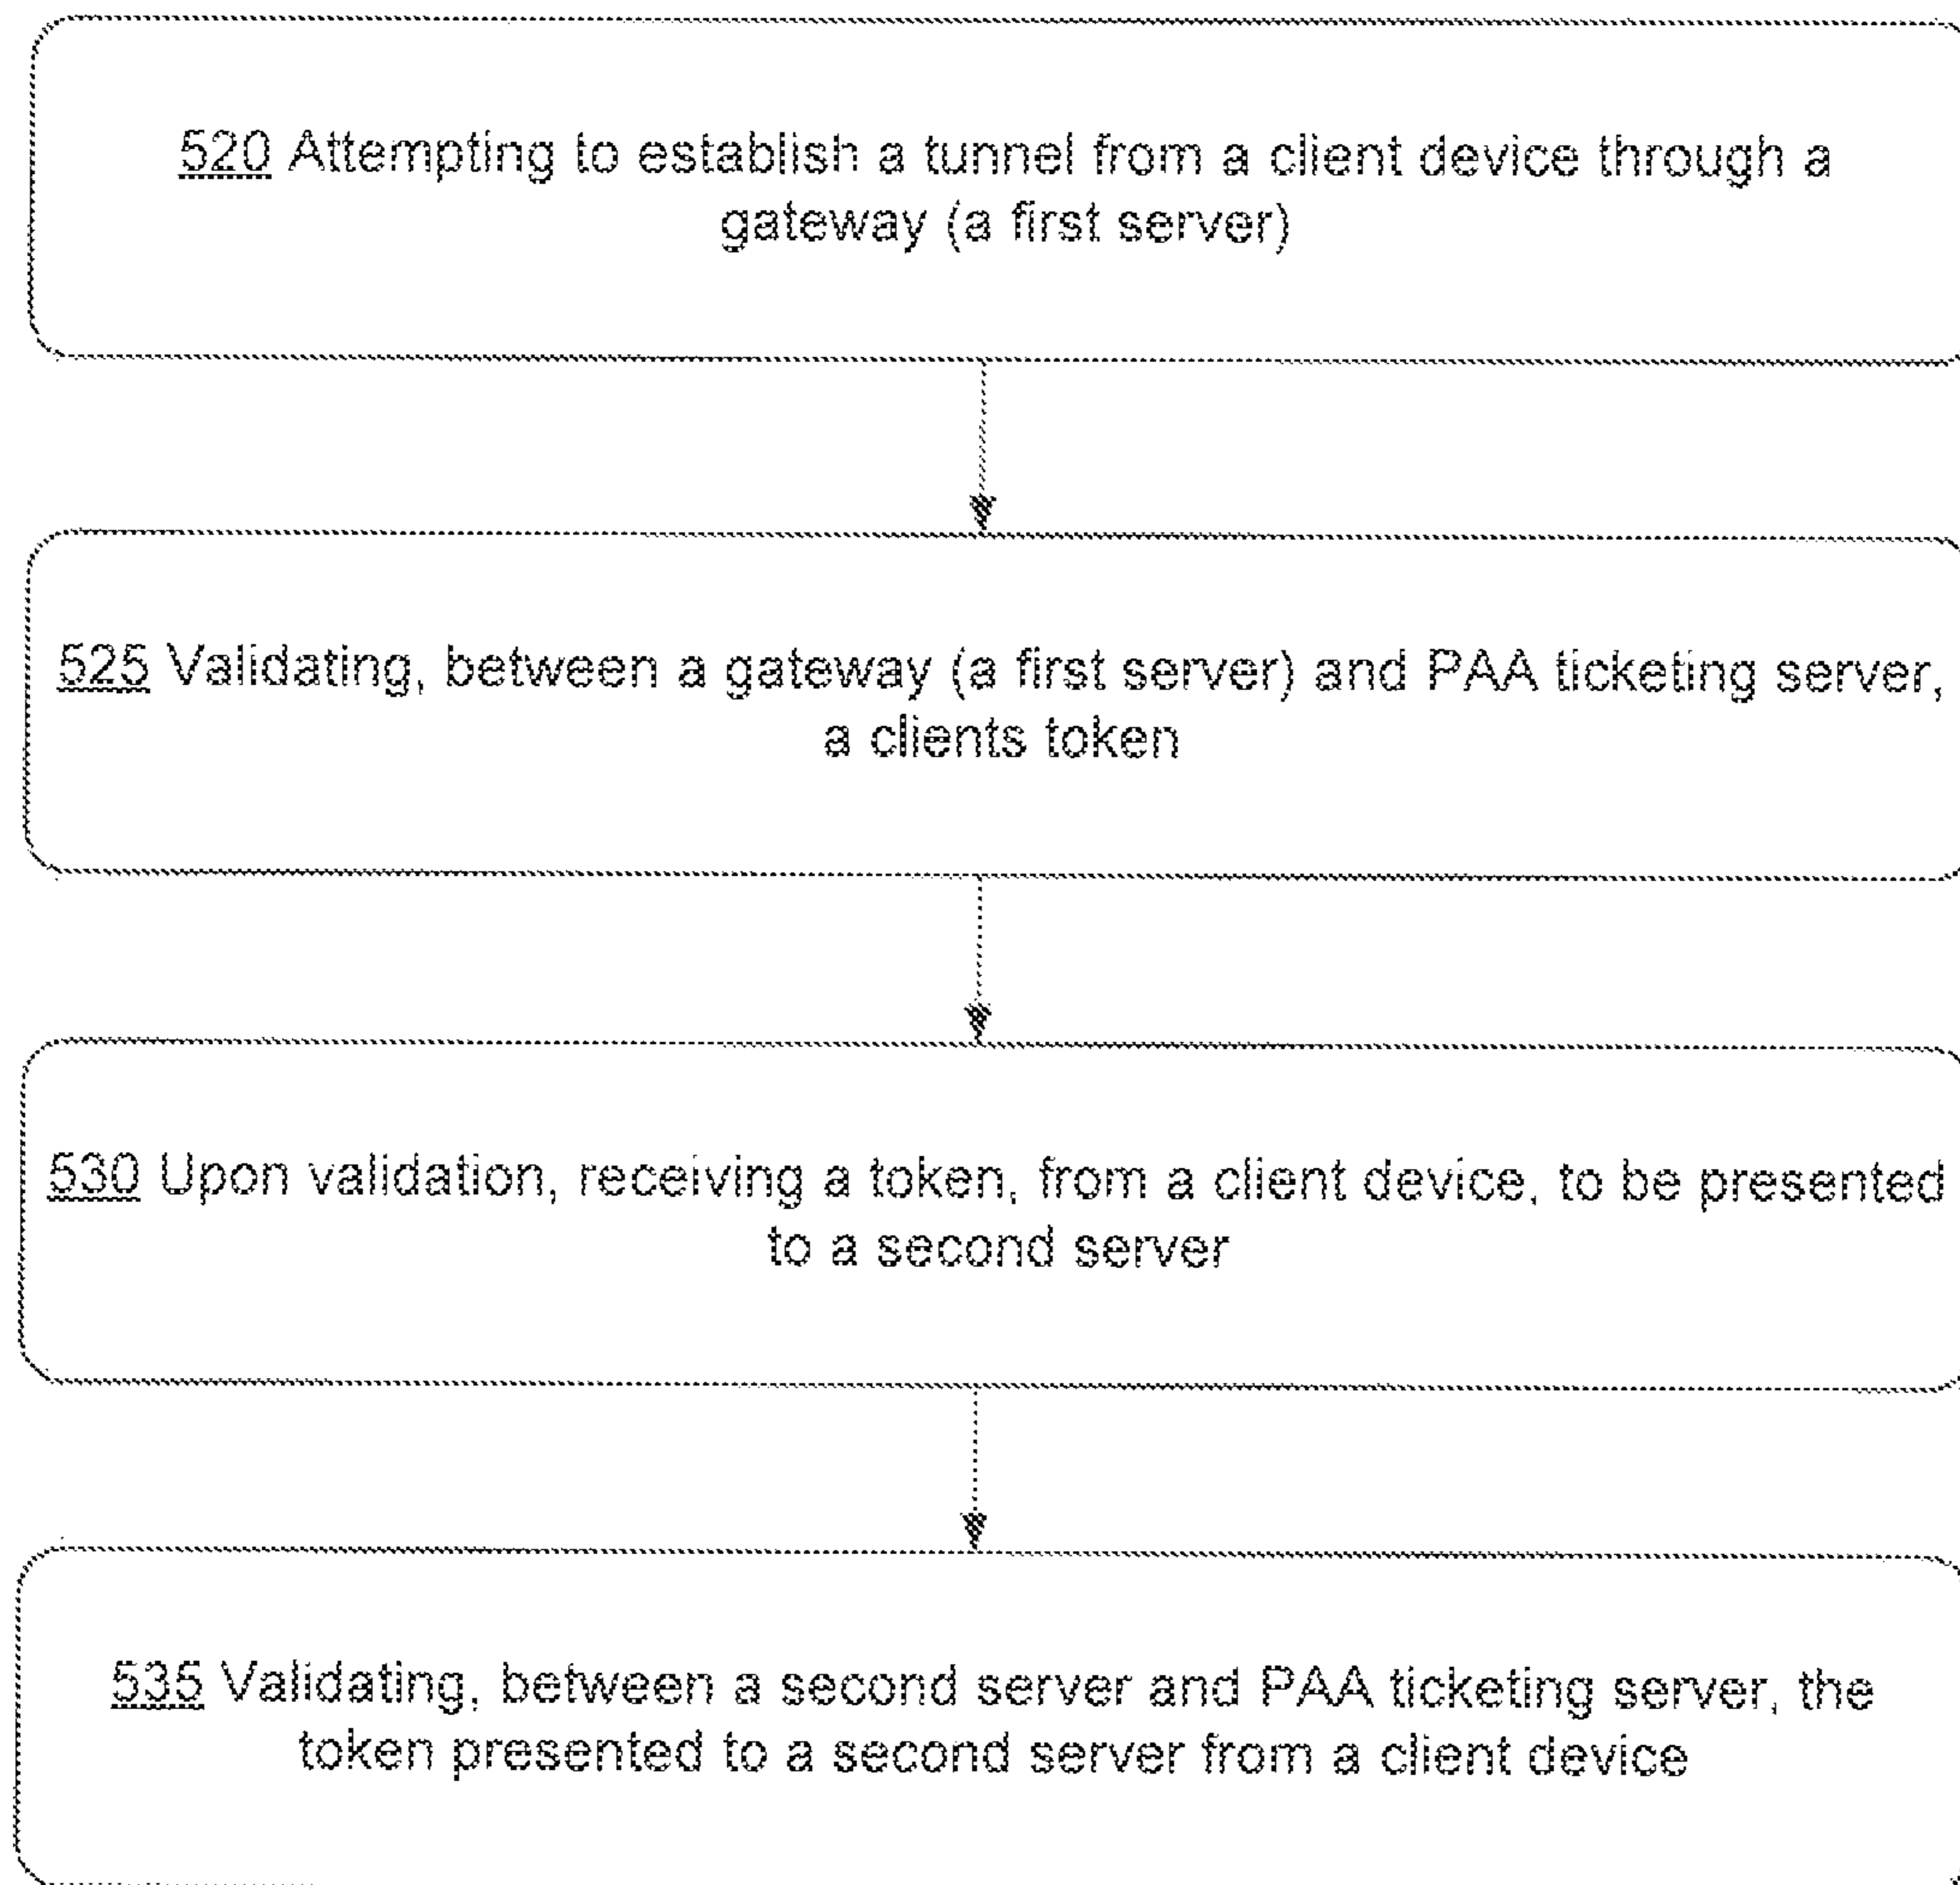 520 Attempting to establish a tunnel from a client device through a
gateway (a first server)
525 Validating, between a gateway (a first server) and PAA ticketing server,
a clients token
530 Upon validation, receiving a token, from a client device, to be presented
to a second server
535 Validating, between a second server and PAA ticketing server, the
token presented to a second server from a client device